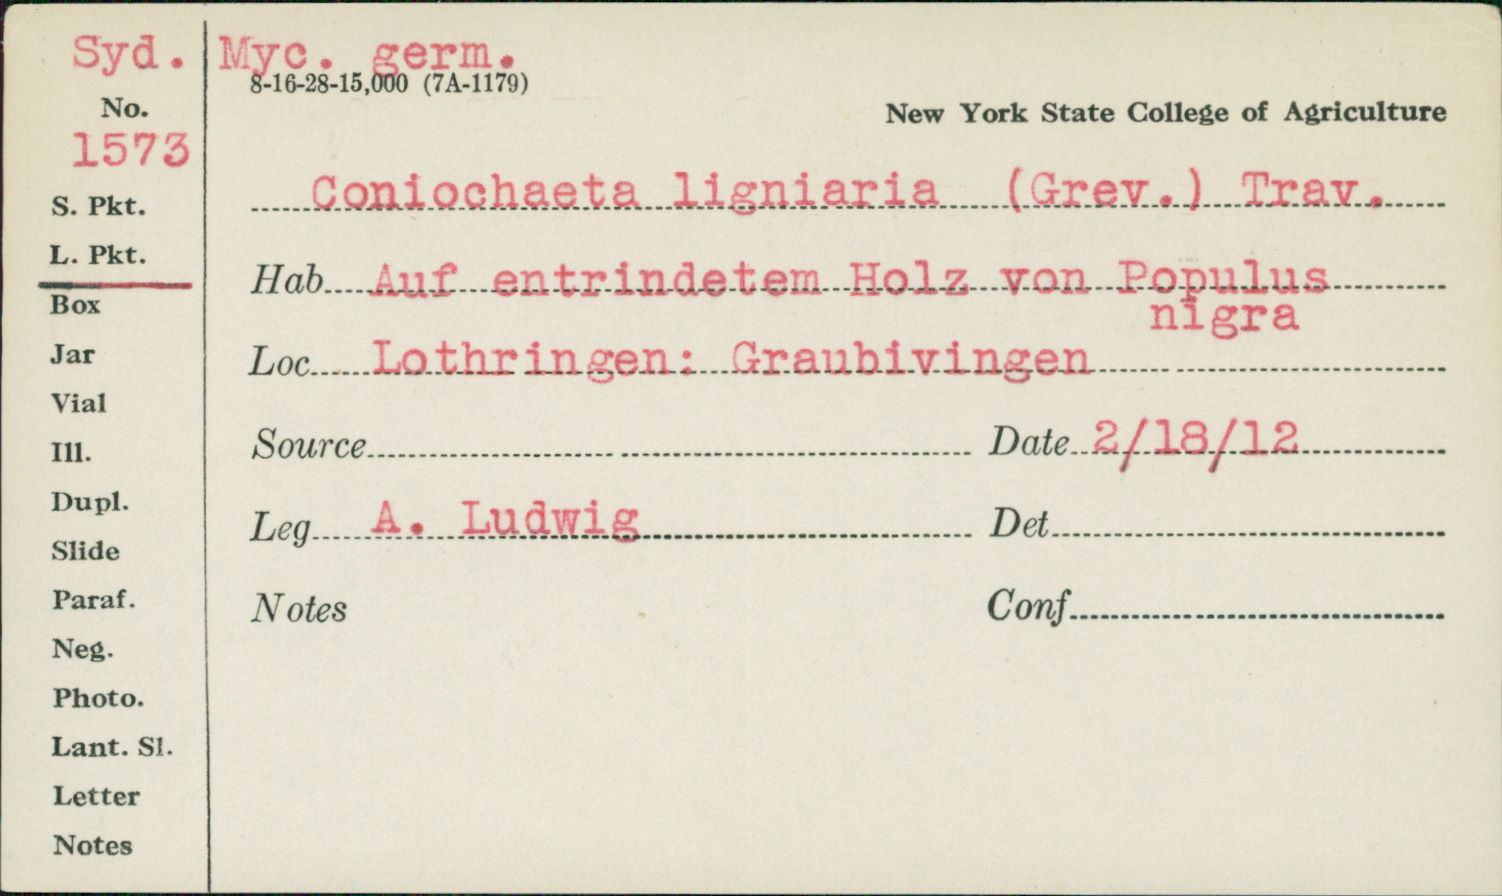 Syd. Myc. germ.
8-16-28-15,000 (7A-1179)
No.
New York State College of Agriculture
1573
Coniochaeta ligniaria (Grev.) Trav.
S. Pkt.
L. Pkt.
Hab Auf entrindetem Holz von Populus
nigra
Box
Jar
Loc Lothringen: Graubivingen
Vial
Ill.
Source Date 2/18/12
Dupl.
Leg A. Ludwig Det
Slide
Paraf.
Notes Conf
Neg.
Photo.
Lant. Sl.
Letter
Notes